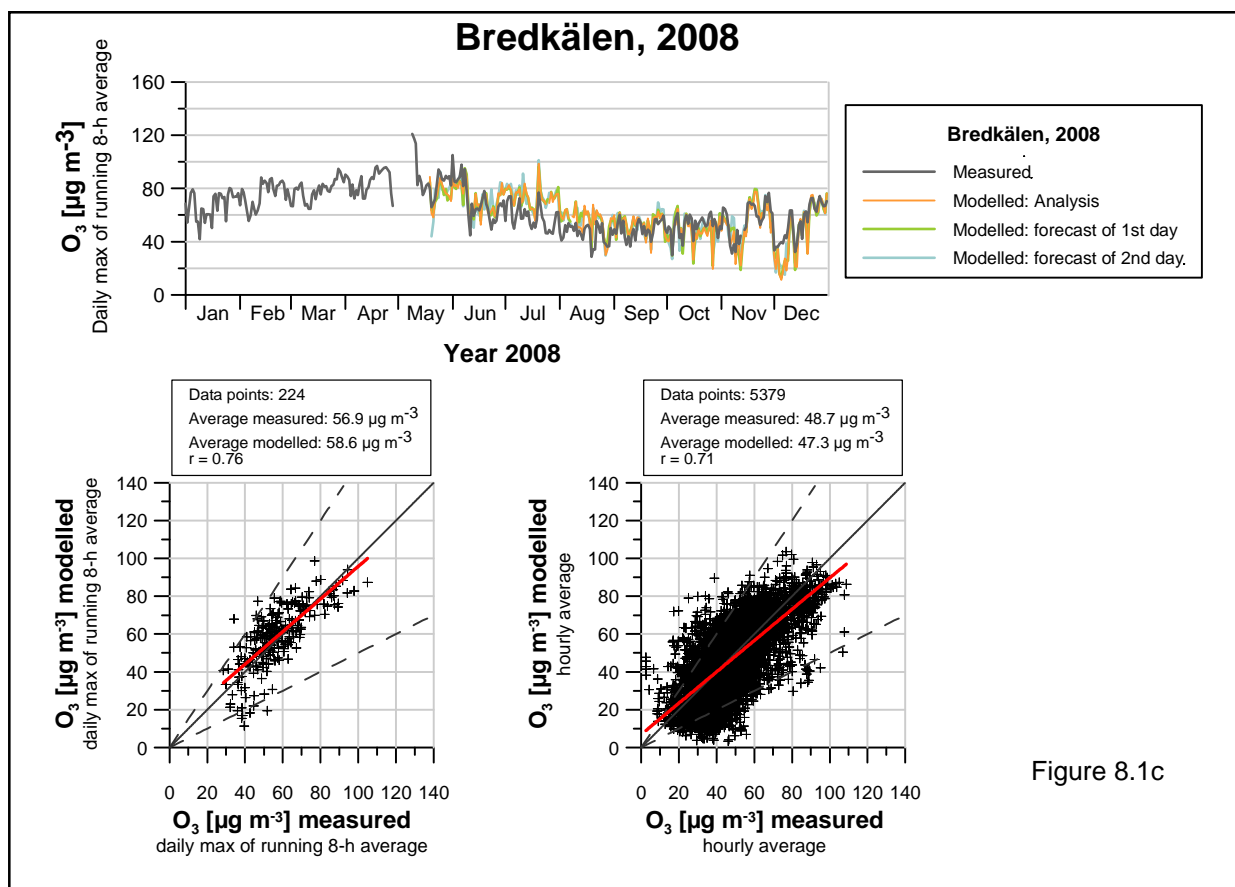 Bredkälen, 2008
O3 [µg m-3]
Daily max of running 8-h average
160
120
80
40
0
Jan Feb Mar Apr May Jun Jul Aug Sep Oct Nov Dec
Year 2008
Bredkälen, 2008
Measured
Modelled: Analysis
Modelled: forecast of 1st day
Modelled: forecast of 2nd day
Data points: 224
Average measured: 56.9 µg m-3
Average modelled: 58.6 µg m-3
r = 0.76
O3 [µg m-3] modelled
daily max of running 8-h average
140
120
100
80
60
40
20
0
0 20 40 60 80 100 120 140
O3 [µg m-3] measured
daily max of running 8-h average
Data points: 5379
Average measured: 48.7 µg m-3
Average modelled: 47.3 µg m-3
r = 0.71
O3 [µg m-3] modelled
hourly average
140
120
100
80
60
40
20
0
0 20 40 60 80 100 120 140
O3 [µg m-3] measured
hourly average
Figure 8.1c